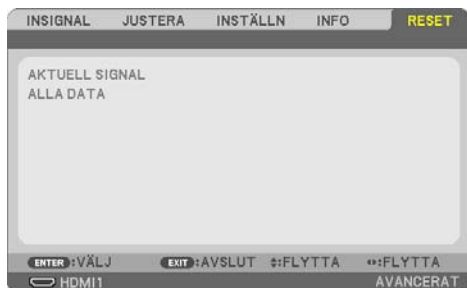 INSIGNAL JUSTERA INSTÄLLN INFO RESET
AKTUELL SIGNAL
ALLA DATA
ENTER :VÄLJ EXIT :AVSLUT :FLYTTA :FLYTTA
HDMI1 AVANCERAT